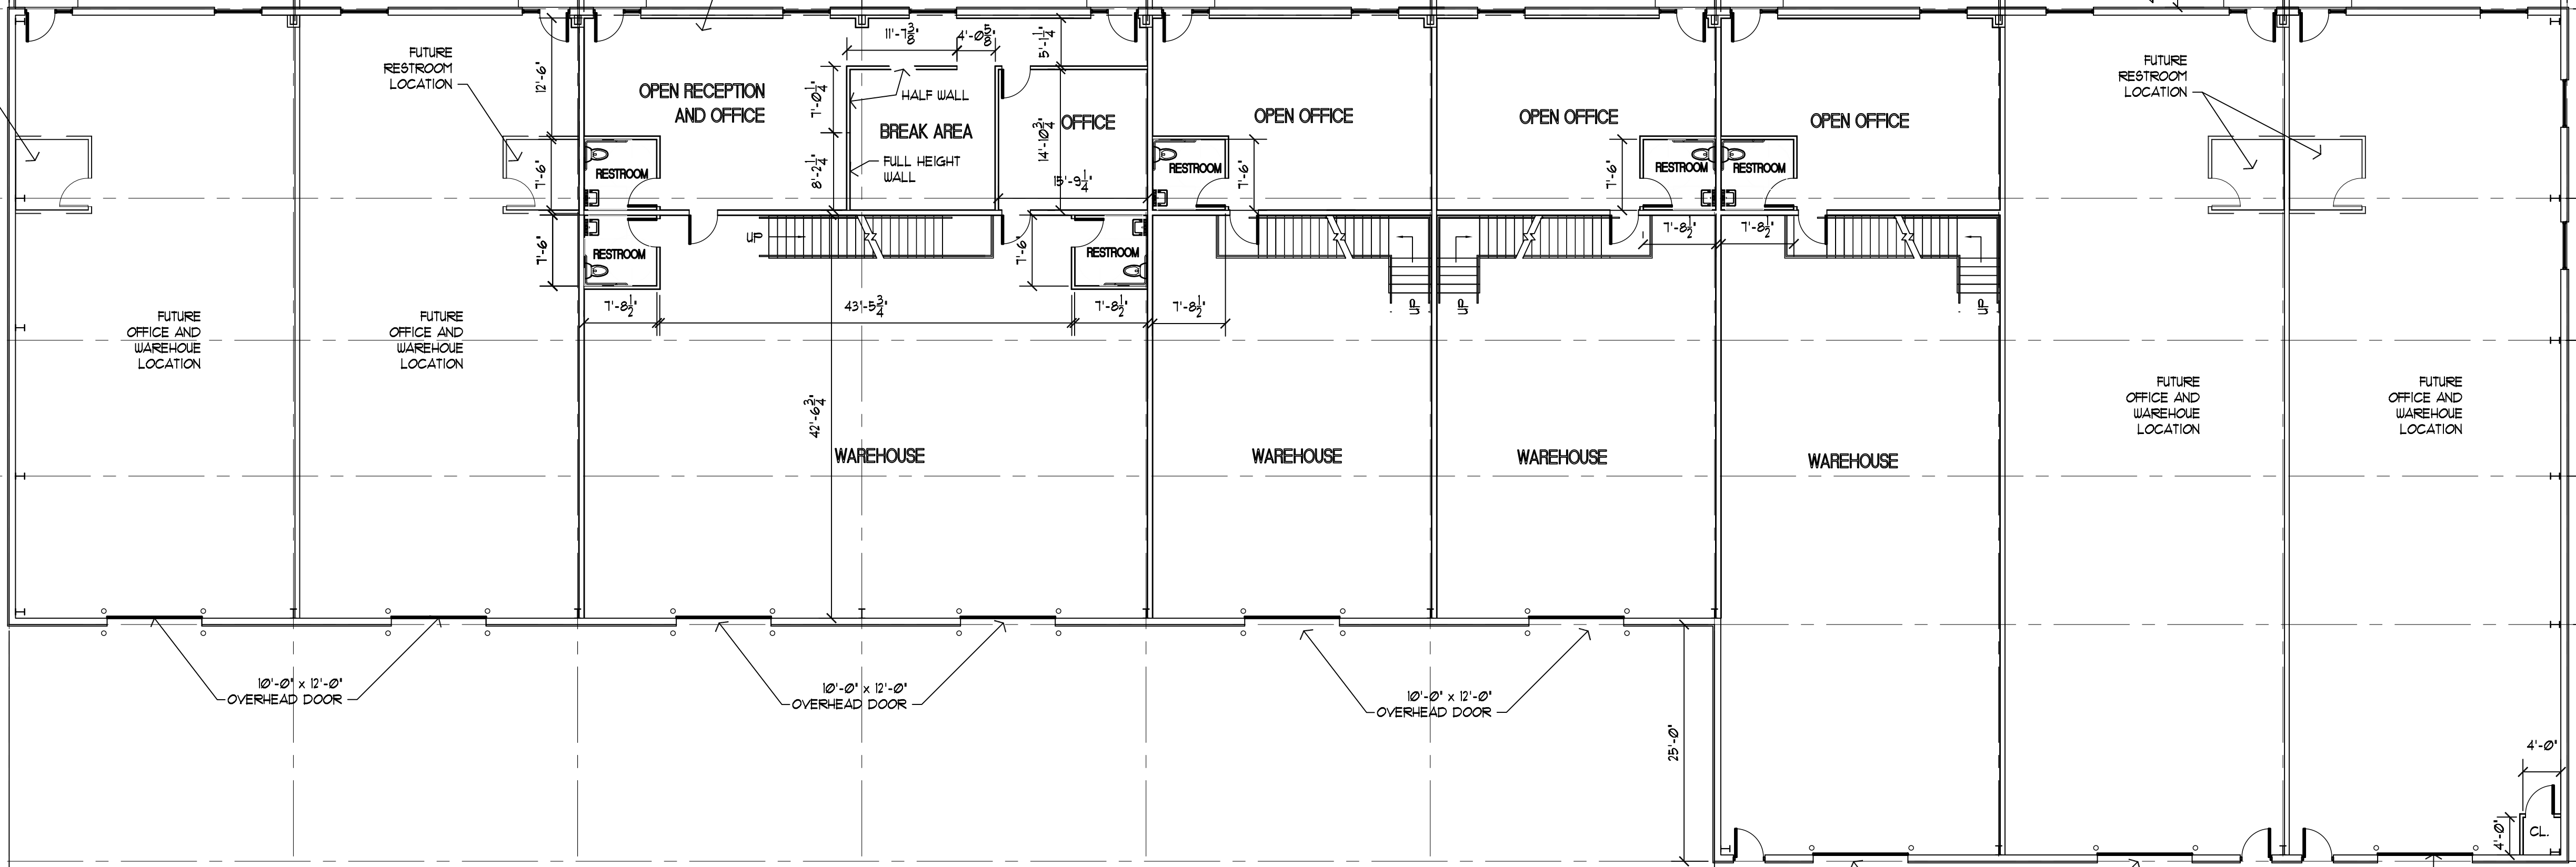 FUTURE
RESTROOM
LOCATION
12'-6"
7'-6"
7'-6"
OPEN RECEPTION
AND OFFICE
11'-7 3/8"
4'-0 5/8"
5'-1 1/4"
7'-0 1/4"
8'-2 1/4"
HALF WALL
BREAK AREA
FULL HEIGHT
WALL
OFFICE
14'-10 3/4"
15'-9 1/4"
RESTROOM
RESTROOM
UP
RESTROOM
7'-6"
7'-8 1/2"
43'-5 3/4"
7'-8 1/2"
7'-8 1/2"
42'-6 3/4"
OPEN OFFICE
RESTROOM
7'-6"
UP
OPEN OFFICE
7'-6"
RESTROOM
7'-8 1/2"
UP
OPEN OFFICE
RESTROOM
7'-8 1/2"
UP
FUTURE
RESTROOM
LOCATION
FUTURE
OFFICE AND
WAREHOUE
LOCATION
FUTURE
OFFICE AND
WAREHOUE
LOCATION
WAREHOUSE
WAREHOUSE
WAREHOUSE
WAREHOUSE
FUTURE
OFFICE AND
WAREHOUE
LOCATION
FUTURE
OFFICE AND
WAREHOUE
LOCATION
10'-0" x 12'-0"
OVERHEAD DOOR
10'-0" x 12'-0"
OVERHEAD DOOR
10'-0" x 12'-0"
OVERHEAD DOOR
25'-0"
4'-0"
4'-0"
CL.